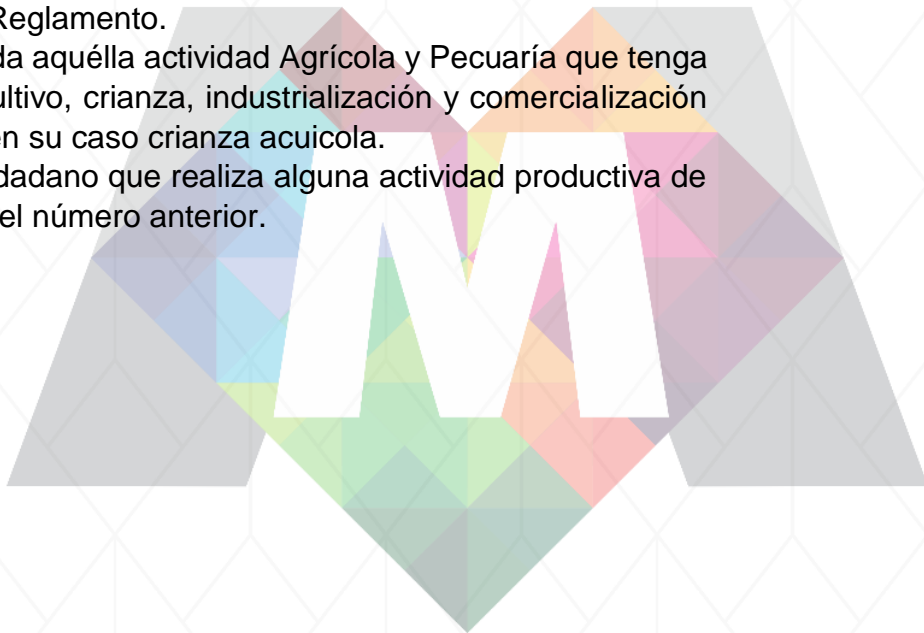 Reglamento.
da aquélla actividad Agrícola y Pecuaría que tenga
ultivo, crianza, industrialización y comercialización
en su caso crianza acuicola.
dadano que realiza alguna actividad productiva de
el número anterior.
M